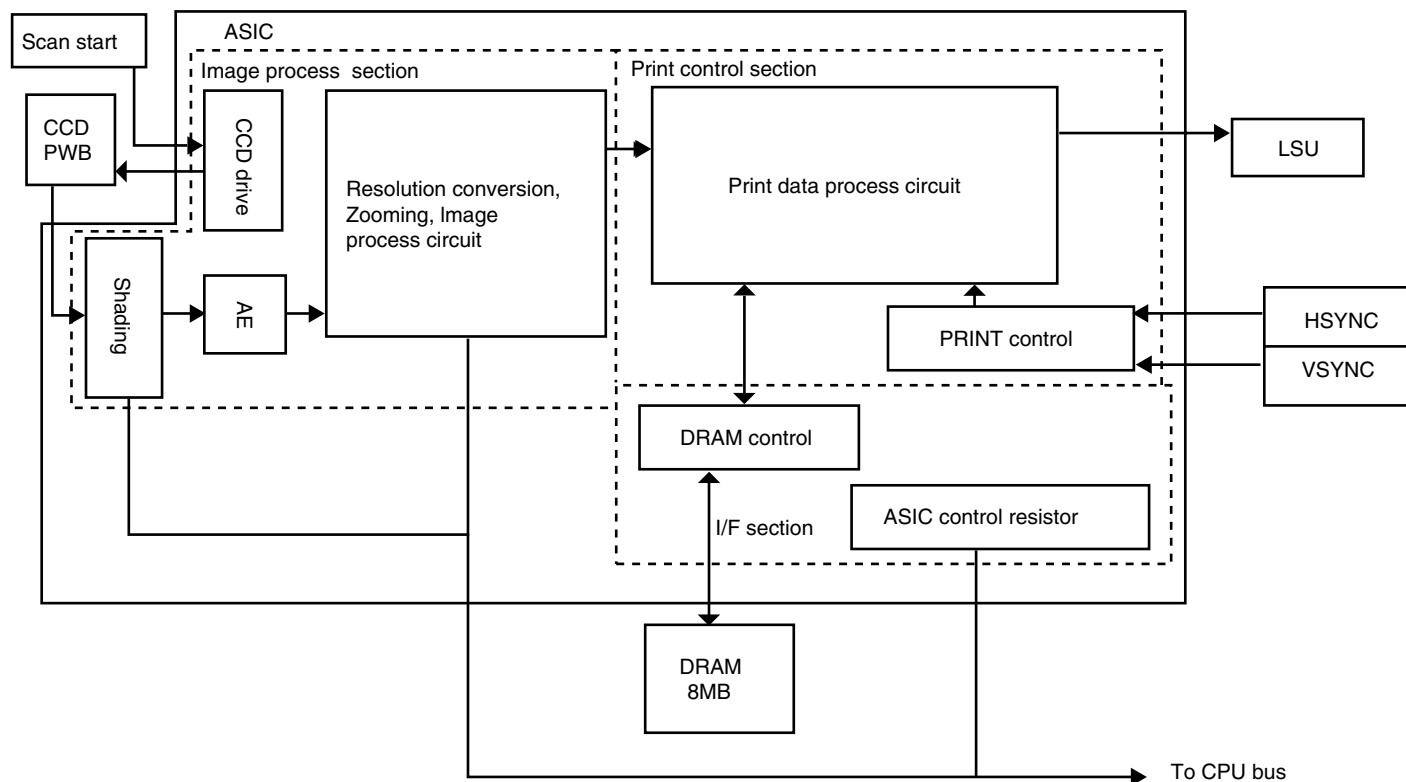 Scan start
ASIC
Image process section
Print control section
CCD
PWB
CCD drive
Resolution conversion,
Zooming, Image
process circuit
Print data process circuit
LSU
Shading
AE
PRINT control
HSYNC
VSYNC
DRAM control
ASIC control resistor
I/F section
DRAM
8MB
To CPU bus